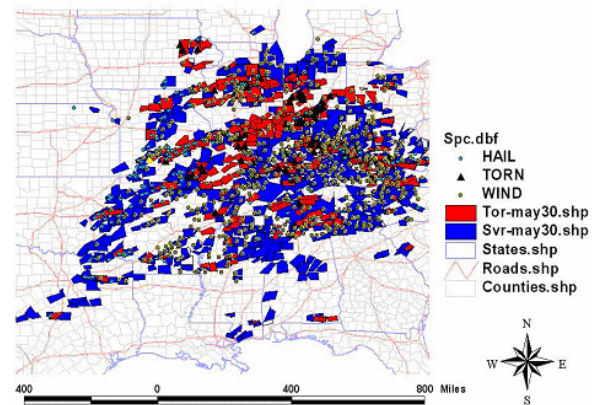 Spc.dbf
HAIL
TORN
WIND
Tor-may30.shp
Svr-may30.shp
States.shp
Roads.shp
Counties.shp
N
W E
S
400 0 400 800 Miles